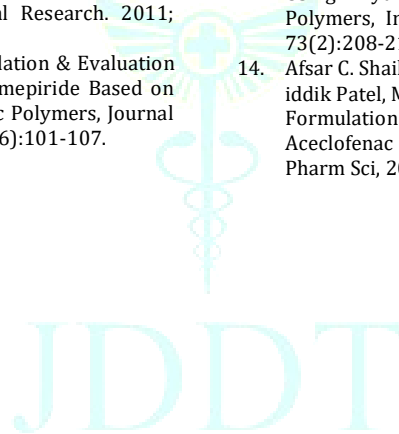 al Research. 2011;
lation & Evaluation
mepiride Based on
c Polymers, Journal
6):101-107.
Polymers, In
73(2):208-21
14. Afsar C. Shaik
iddik Patel, M
Formulation
Aceclofenac
Pharm Sci, 20
JDDT